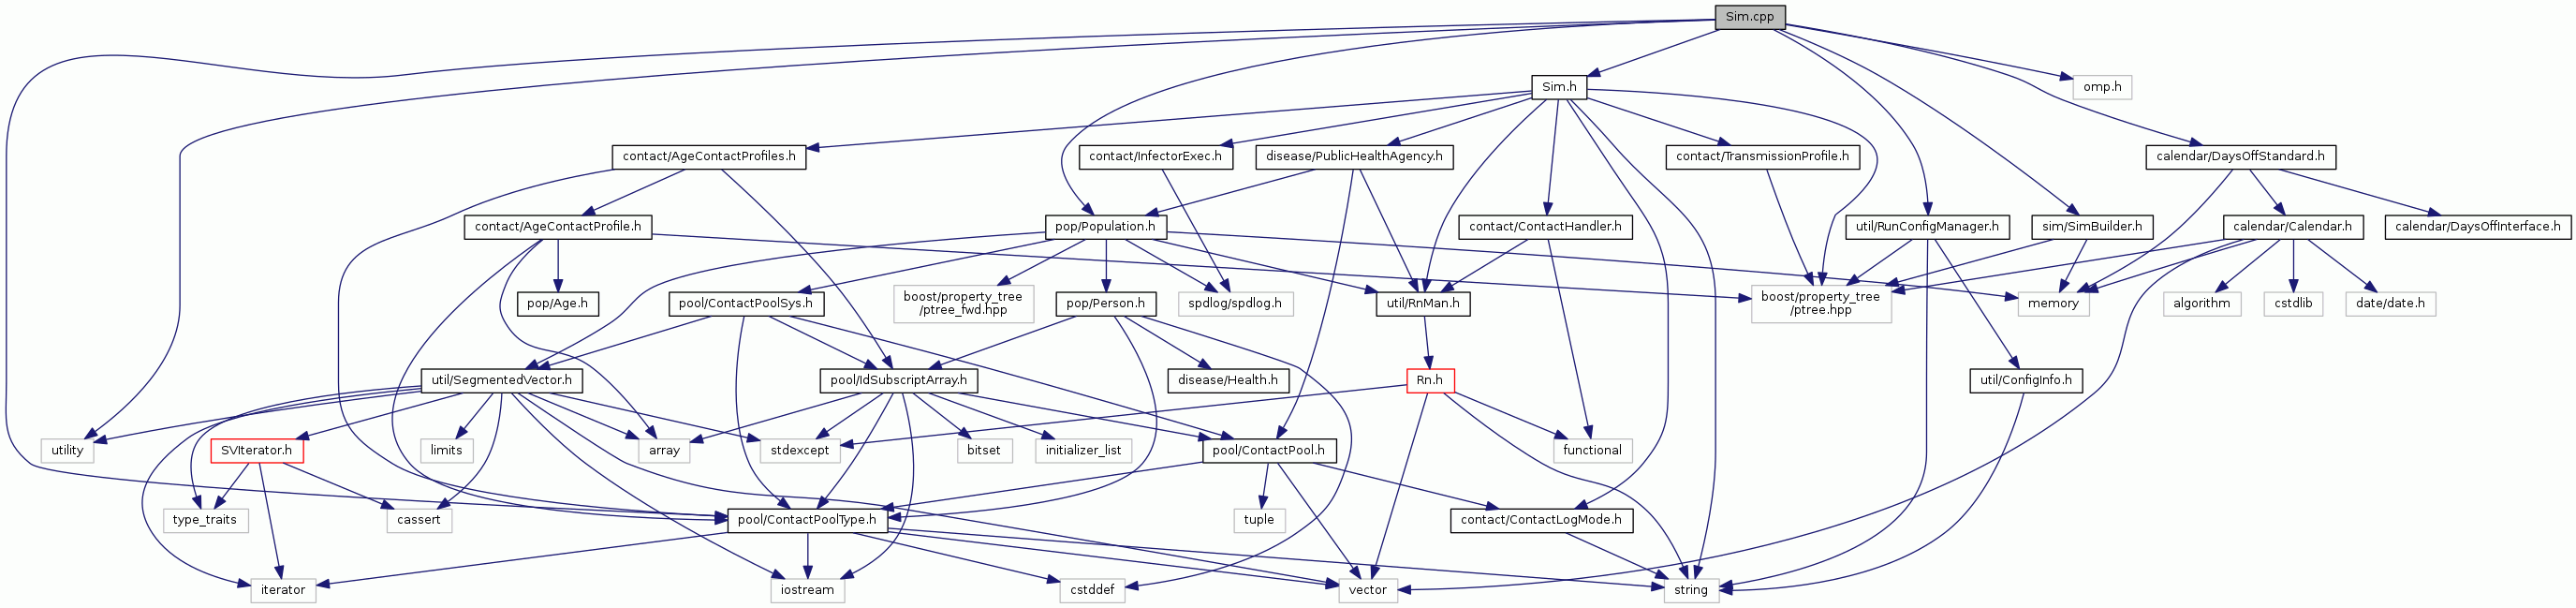 Sim.cpp
Sim.h
omp.h
contact/AgeContactProfiles.h
contact/InfectorExec.h
disease/PublicHealthAgency.h
contact/TransmissionProfile.h
calendar/DaysOffStandard.h
contact/AgeContactProfile.h
pop/Population.h
contact/ContactHandler.h
util/RunConfigManager.h
sim/SimBuilder.h
calendar/Calendar.h
calendar/DaysOffInterface.h
pop/Age.h
pool/ContactPoolSys.h
boost/property_tree
/ptree_fwd.hpp
pop/Person.h
spdlog/spdlog.h
util/RnMan.h
boost/property_tree
/ptree.hpp
memory
algorithm
cstdlib
date/date.h
util/SegmentedVector.h
pool/IdSubscriptArray.h
disease/Health.h
Rn.h
util/ConfigInfo.h
utility
SVIterator.h
limits
array
stdexcept
bitset
initializer_list
pool/ContactPool.h
functional
type_traits
cassert
pool/ContactPoolType.h
tuple
contact/ContactLogMode.h
iterator
iostream
cstddef
vector
string